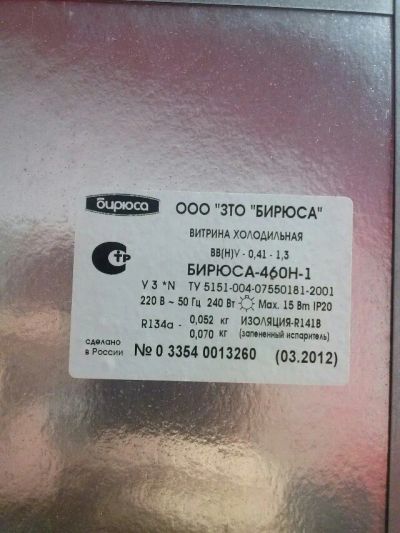 бирюса
ООО "ЗТО "БИРЮСА"
ВИТРИНА ХОЛОДИЛЬНАЯ
ВВ(Н)V - 0,41 - 1,3
БИРЮСА-460Н-1
У 3 *N ТУ 5151-004-07550181-2001
220 В ~ 50 Гц 240 Вт Max. 15 Вт IP20
R134a - 0,052 кг ИЗОЛЯЦИЯ-R141B
0,070 кг (запененный испаритель)
сделано
в России
№ 0 3354 0013260 (03.2012)